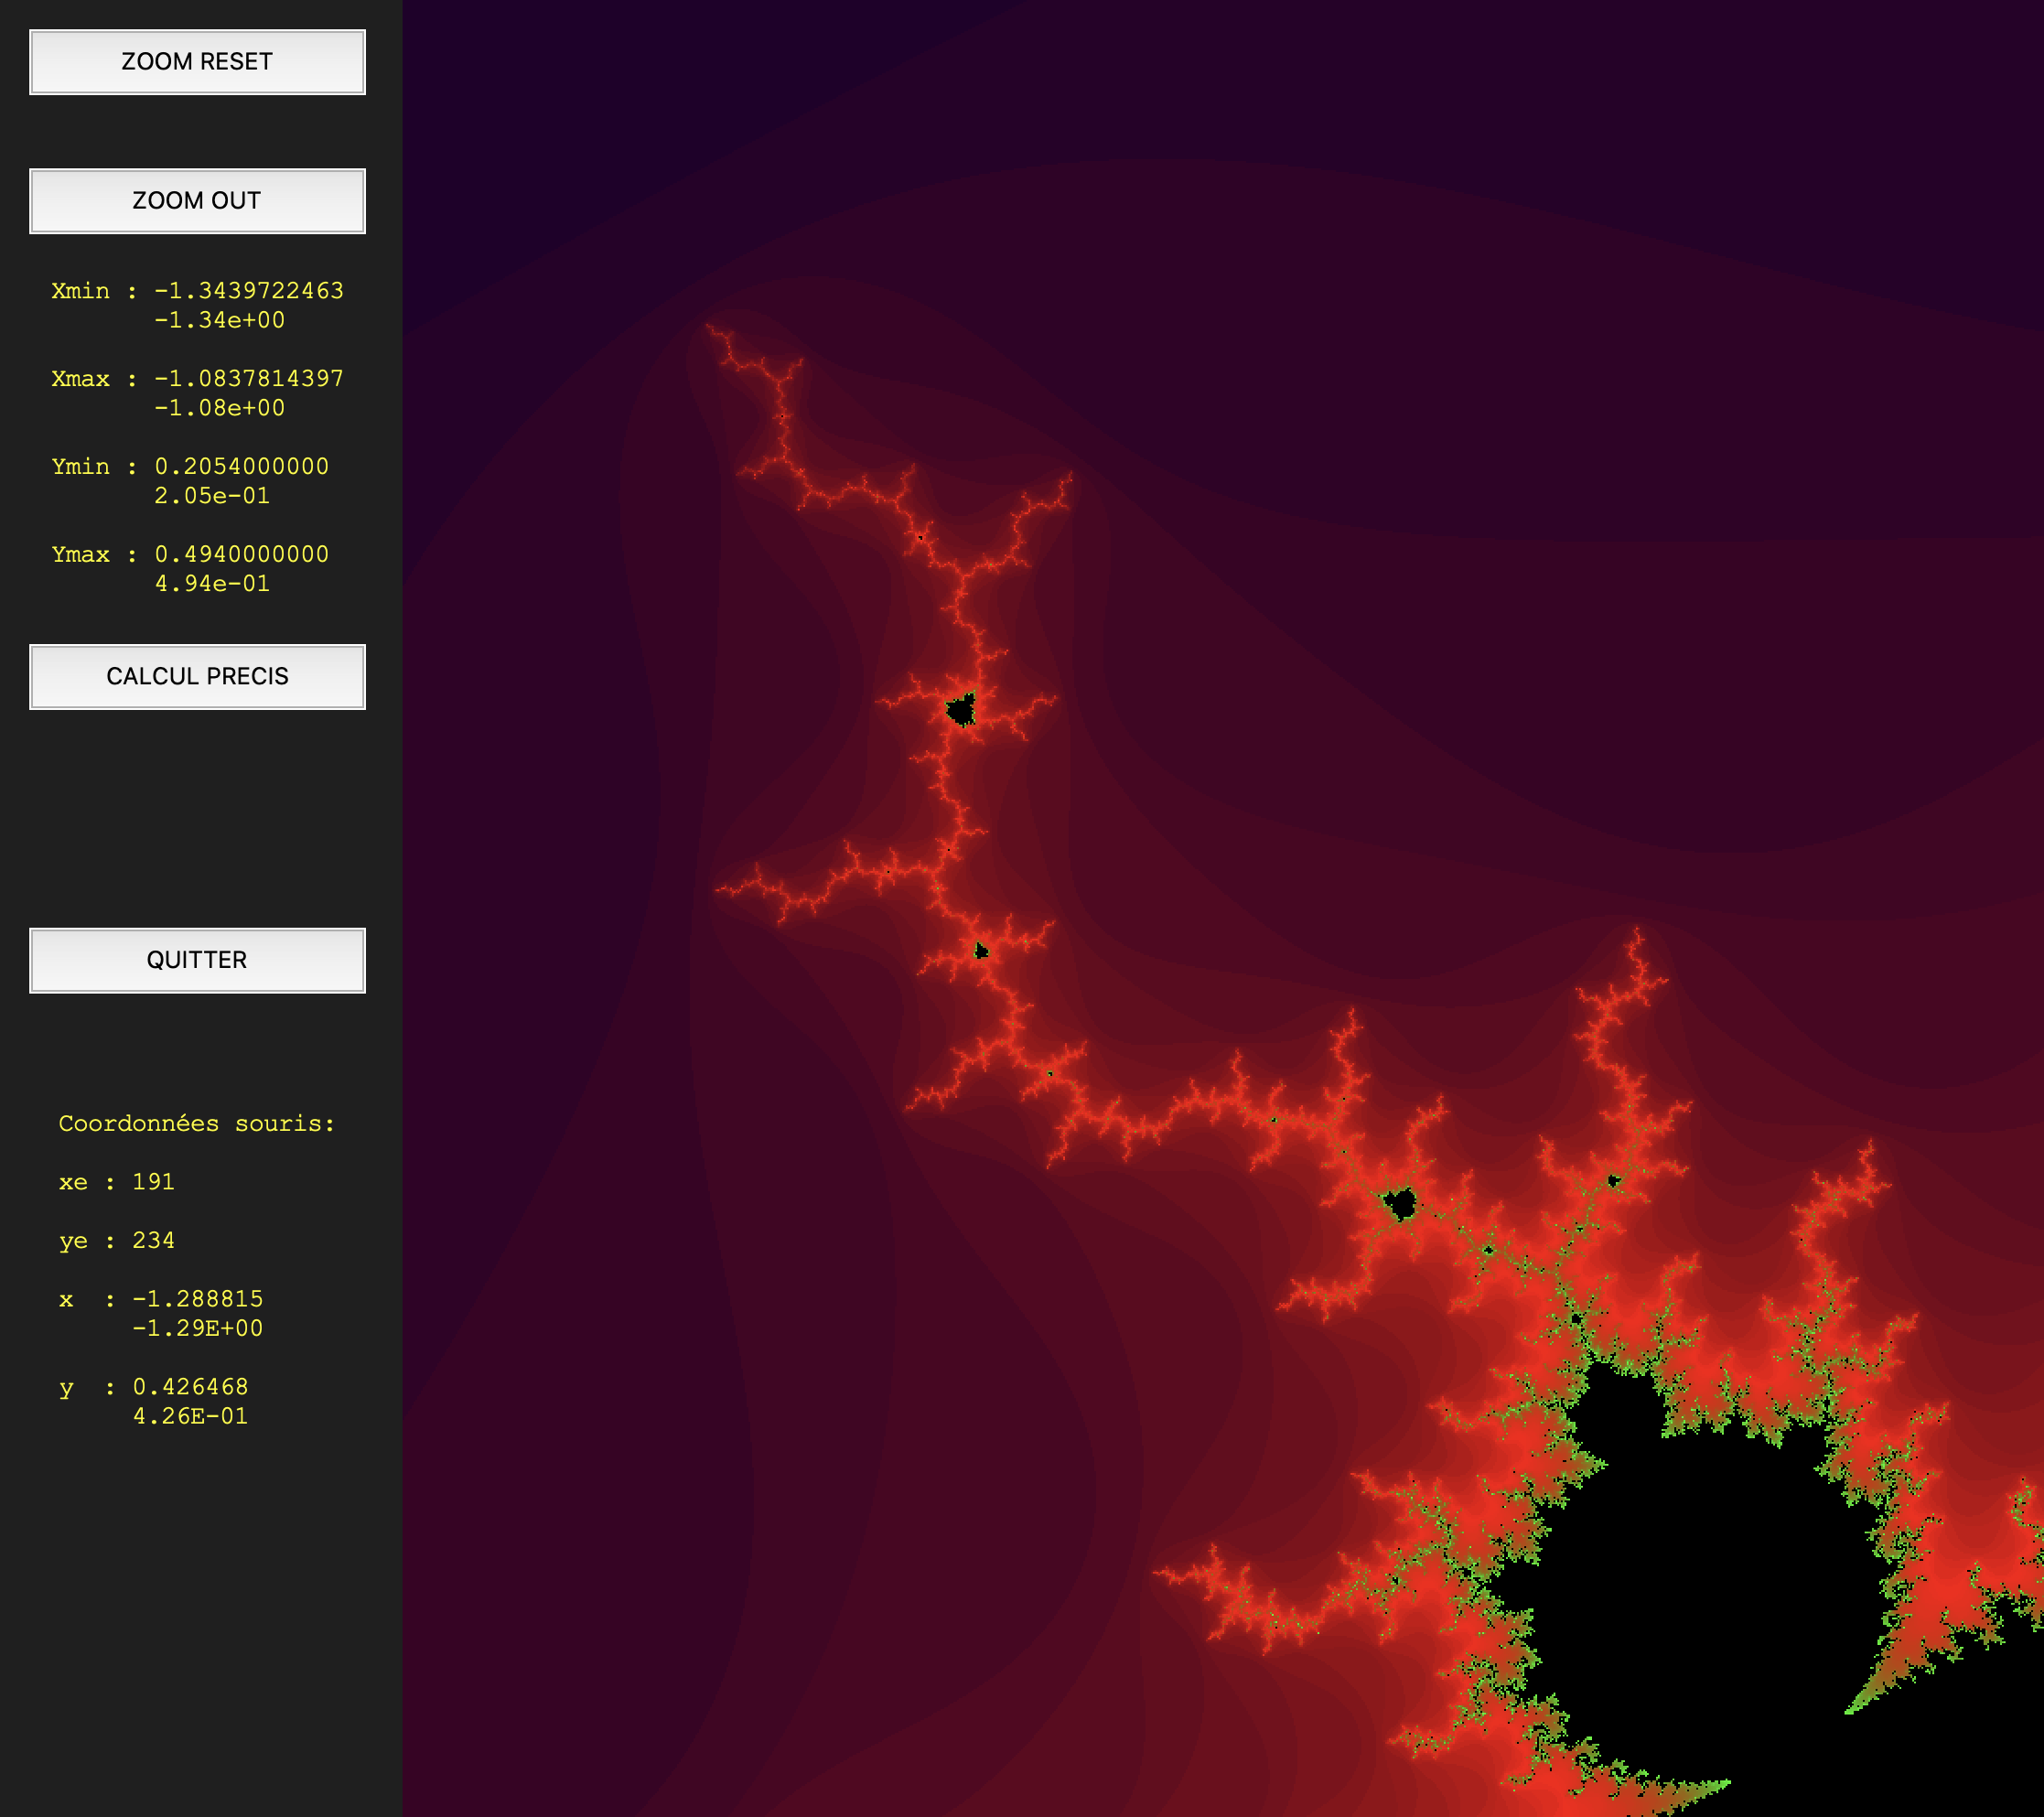 ZOOM RESET
ZOOM OUT
Xmin : -1.3439722463
-1.34e+00
Xmax : -1.0837814397
-1.08e+00
Ymin : 0.2054000000
2.05e-01
Ymax : 0.4940000000
4.94e-01
CALCUL PRECIS
QUITTER
Coordonnées souris:
xe : 191
ye : 234
x  : -1.288815
-1.29E+00
y  : 0.426468
4.26E-01